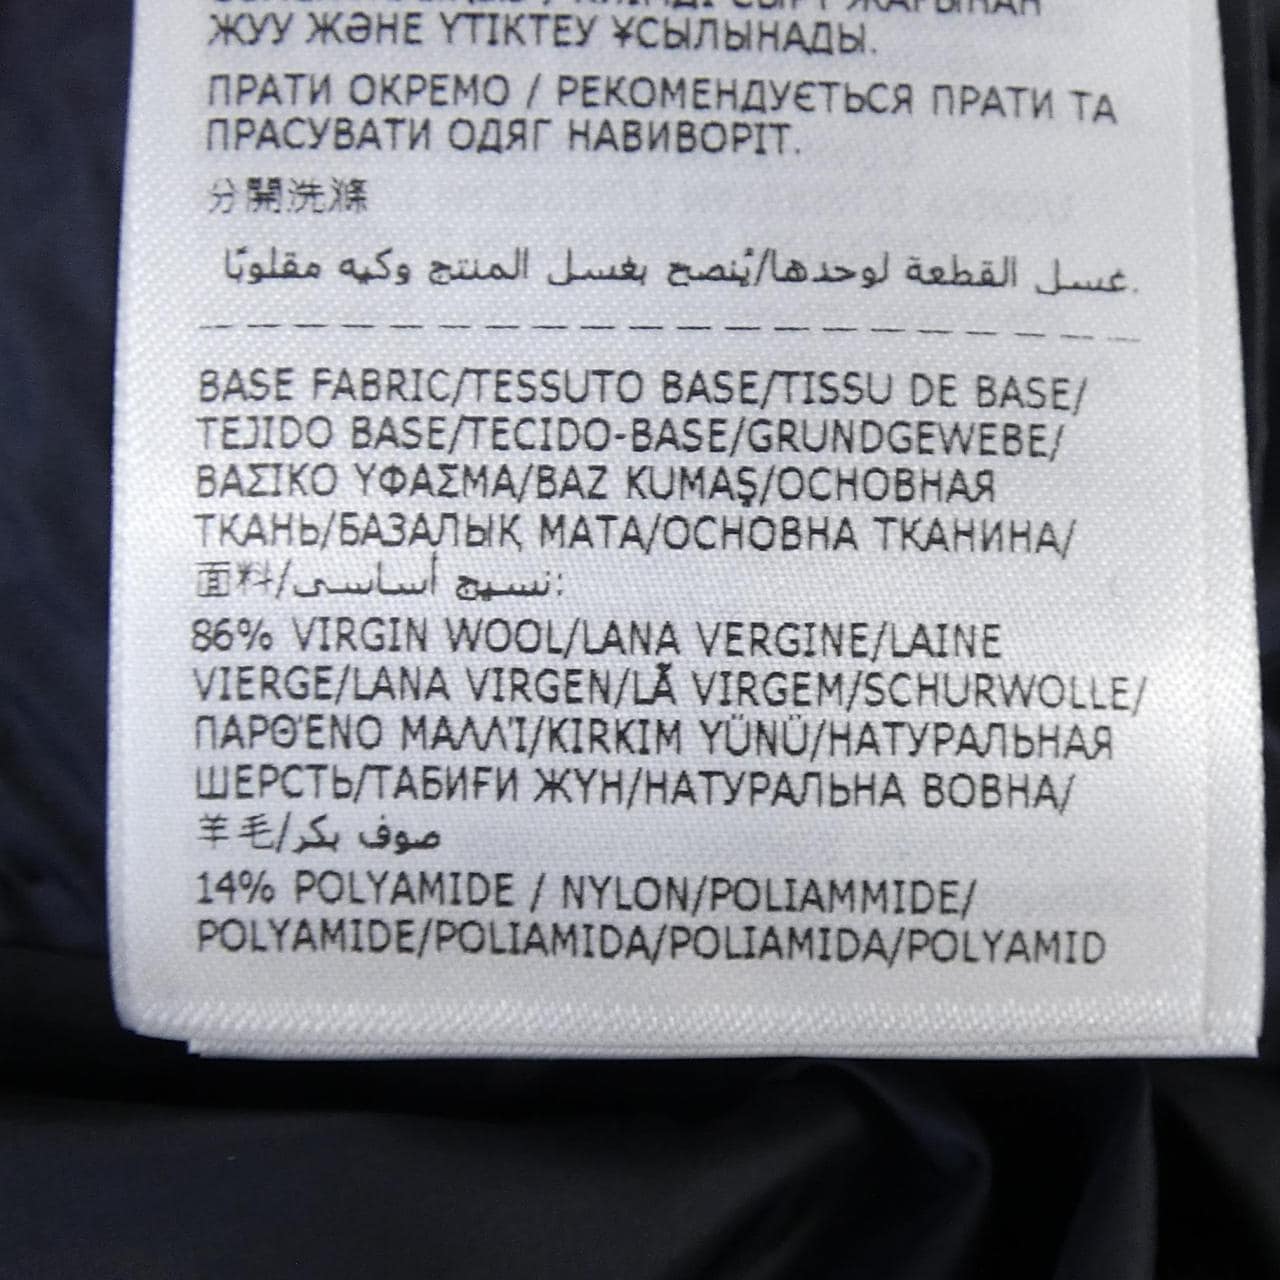 ЖУУ ЖӘНЕ ҮТІКТЕУ ҰСЫЛЫНАДЫ.
ПРАТИ ОКРЕМО / РЕКОМЕНДУЄТЬСЯ ПРАТИ ТА
ПРАСУВАТИ ОДЯГ НАВИВОРІТ.
分開洗滌
غسل القطعة لوحدها/يُنصح بغسل المنتج وكيه مقلوبًا.
BASE FABRIC/TESSUTO BASE/TISSU DE BASE/
TEJIDO BASE/TECIDO-BASE/GRUNDGEWEBE/
ΒΑΣΙΚΟ ΥΦΑΣΜΑ/BAZ KUMAŞ/ОСНОВНАЯ
ТКАНЬ/БАЗАЛЫҚ МАТА/ОСНОВНА ТКАНИНА/
面料/نسيج أساسي:
86% VIRGIN WOOL/LANA VERGINE/LAINE
VIERGE/LANA VIRGEN/LÃ VIRGEM/SCHURWOLLE/
ΠΑΡΘΈΝΟ ΜΑΛΛΊ/KIRKIM YÜNÜ/НАТУРАЛЬНАЯ
ШЕРСТЬ/ТАБИҒИ ЖҮН/НАТУРАЛЬНА ВОВНА/
羊毛/صوف بكر
14% POLYAMIDE / NYLON/POLIAMMIDE/
POLYAMIDE/POLIAMIDA/POLIAMIDA/POLYAMID